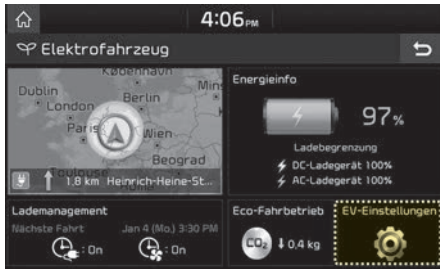 4:06 PM
Elektrofahrzeug
København
Dublin
Berlin
London
Paris
Wien
Beograd
1,8 km Heinrich-Heine-St...
Energieinfo
97%
Ladebegrenzung
DC-Ladegerät 100%
AC-Ladegerät 100%
Lademanagement
Nächste Fahrt Jan 4 (Mo.) 3:30 PM
: On : On
Eco-Fahrbetrieb
CO₂ 0,4 kg
EV-Einstellungen